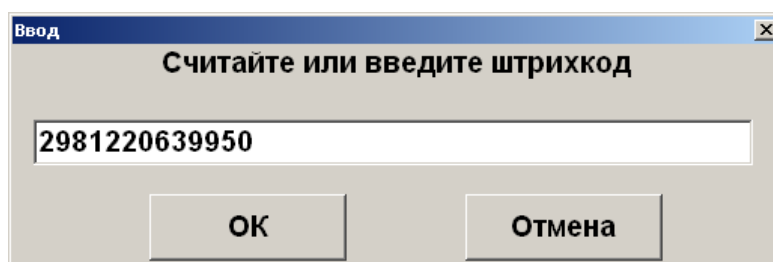 Ввод
Считайте или введите штрихкод
2981220639950
ОК
Отмена